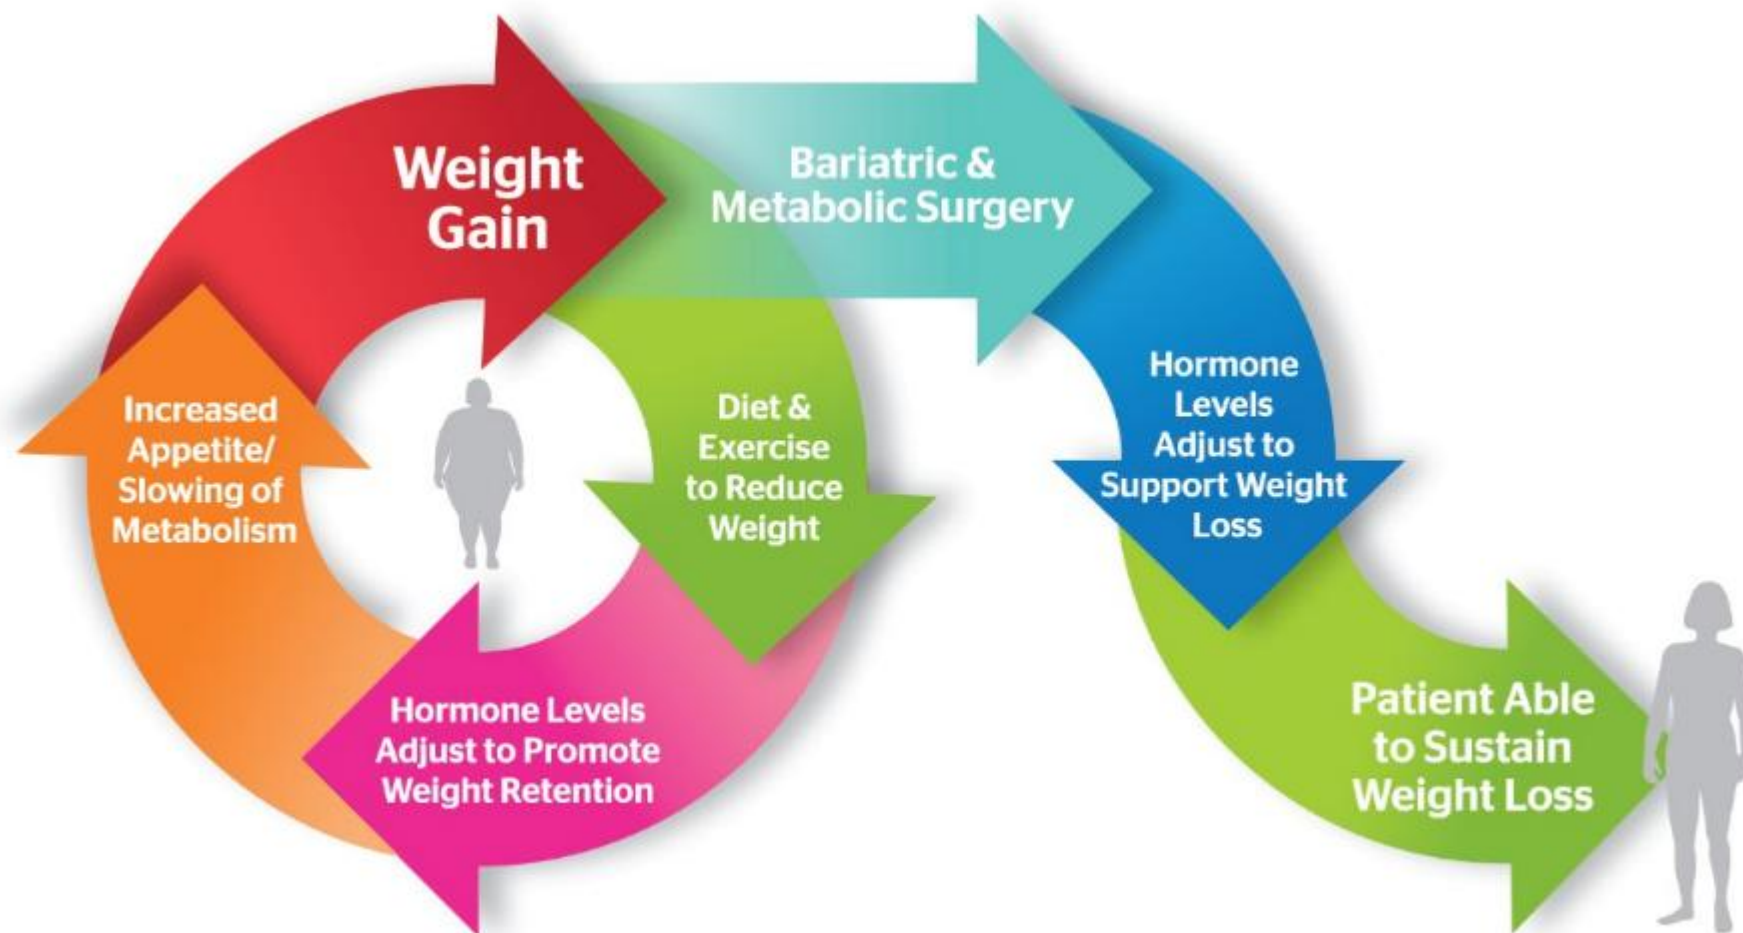 Weight
Gain
Bariatric &
Metabolic Surgery
Diet &
Exercise
to Reduce
Weight
Hormone Levels
Adjust to Promote
Weight Retention
Increased
Appetite/
Slowing of
Metabolism
Hormone
Levels
Adjust to
Support Weight
Loss
Patient Able
to Sustain
Weight Loss